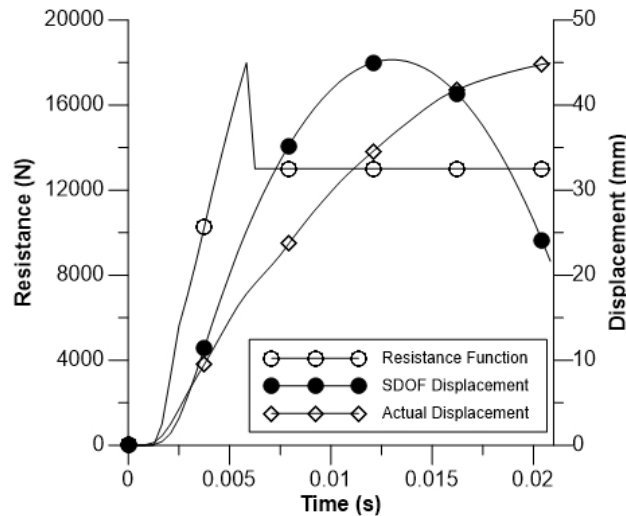 20000
16000
12000
8000
4000
0
Resistance (N)
50
40
30
20
10
0
Displacement (mm)
Resistance Function
SDOF Displacement
Actual Displacement
0
0.005
0.01
0.015
0.02
Time (s)